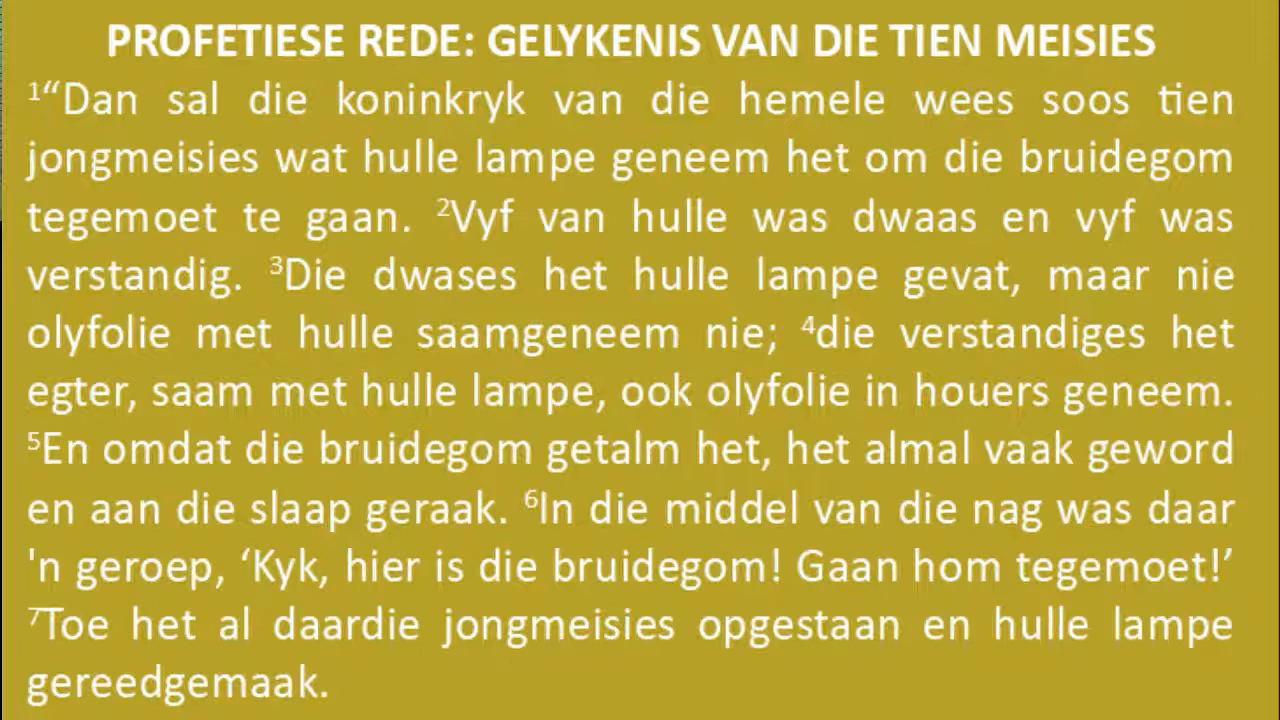 PROFETIESE REDE: GELYKENIS VAN DIE TIEN MEISIES
¹“Dan sal die koninkryk van die hemele wees soos tien
jongmeisies wat hulle lampe geneem het om die bruidegom
tegemoet te gaan. ²Vyf van hulle was dwaas en vyf was
verstandig. ³Die dwases het hulle lampe gevat, maar nie
olyfolie met hulle saamgeneem nie; ⁴die verstandiges het
egter, saam met hulle lampe, ook olyfolie in houers geneem.
⁵En omdat die bruidegom getalm het, het almal vaak geword
en aan die slaap geraak. ⁶In die middel van die nag was daar
'n geroep, ‘Kyk, hier is die bruidegom! Gaan hom tegemoet!’
⁷Toe het al daardie jongmeisies opgestaan en hulle lampe
gereedgemaak.